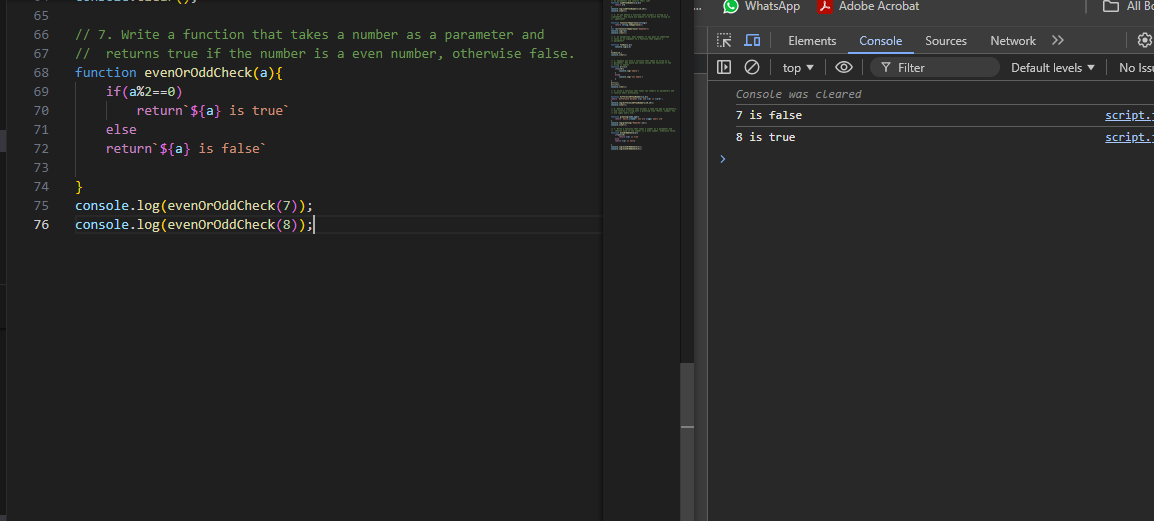 65
66 // 7. Write a function that takes a number as a parameter and
67 //  returns true if the number is a even number, otherwise false.
68 function evenOrOddCheck(a){
69     if(a%2==0)
70         return`${a} is true`
71     else
72     return`${a} is false`
73
74 }
75 console.log(evenOrOddCheck(7));
76 console.log(evenOrOddCheck(8));
... WhatsApp Adobe Acrobat All Bo
Elements Console Sources Network
top Filter Default levels No Issu
Console was cleared
7 is false script.j
8 is true script.j